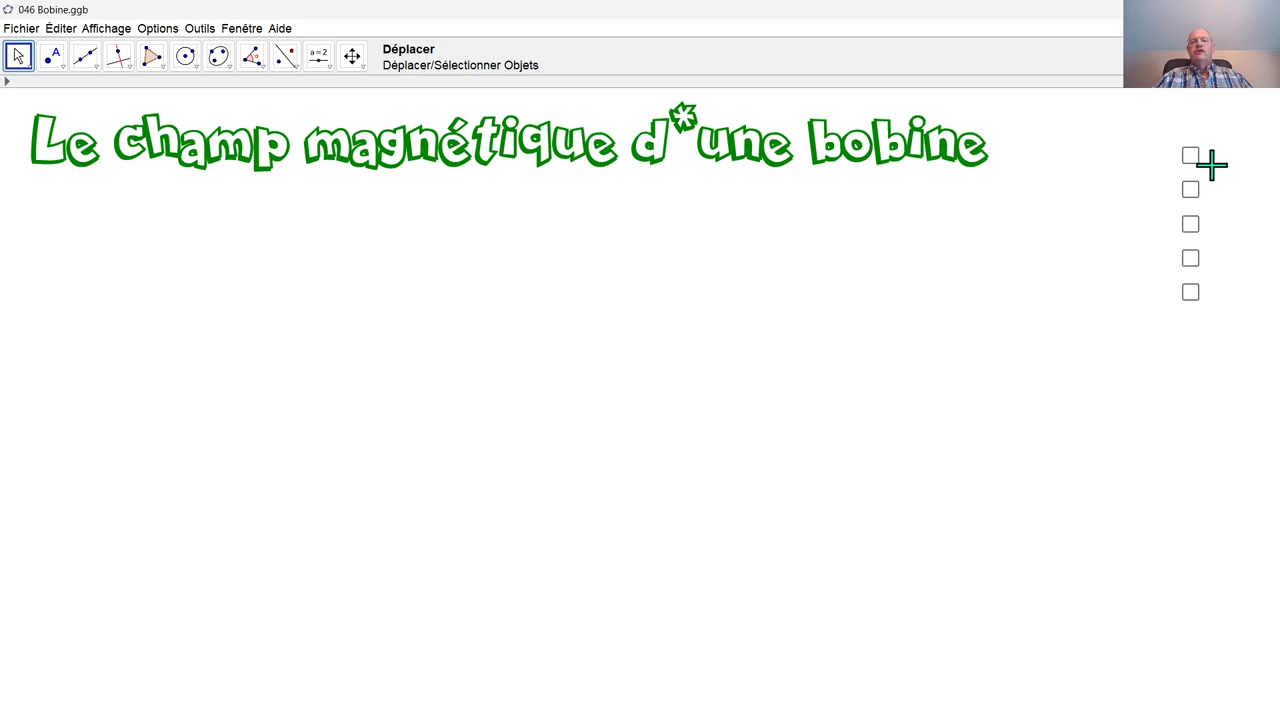 046 Bobine.ggb
Fichier Éditer Affichage Options Outils Fenêtre Aide
A
a=2
Déplacer
Déplacer/Sélectionner Objets
Le champ magnétique d*une bobine